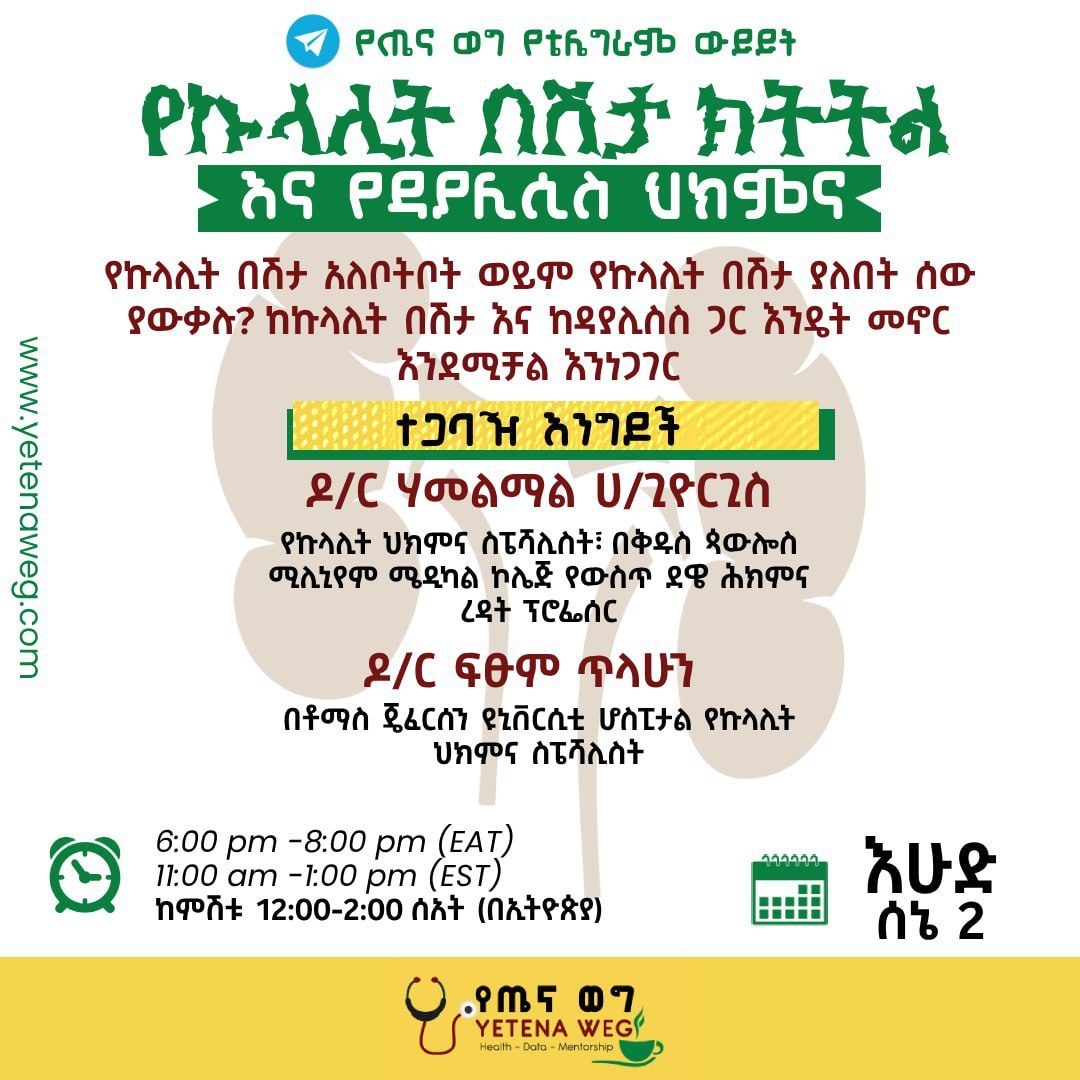 የጤና ወግ የቴሌግራም ውይይት
የኩላሊት በሽታ ክትትል
እና የዳያሊሲስ ህክምና
የኩላሊት በሽታ አለቦትቦት ወይም የኩላሊት በሽታ ያለበት ሰው
ያውቃሉ? ከኩላሊት በሽታ እና ከዳያሊስስ ጋር እንዴት መኖር
እንደሚቻል እንነጋገር
ተጋባዥ እንግዶች
ዶ/ር ሃመልማል ሀ/ጊዮርጊስ
የኩላሊት ህክምና ስፔሻሊስት፣ በቅዱስ ጳውሎስ
ሚሊኒየም ሜዲካል ኮሌጅ የውስጥ ደዌ ሕክምና
ረዳት ፕሮፌሰር
ዶ/ር ፍፁም ጥላሁን
በቶማስ ጄፈርሰን ዩኒቨርሲቲ ሆስፒታል የኩላሊት
ህክምና ስፔሻሊስት
www.yetenaweg.com
6:00 pm -8:00 pm (EAT)
11:00 am -1:00 pm (EST)
ከምሽቱ 12:00-2:00 ሰአት (በኢትዮጵያ)
እሁድ
ሰኔ 2
የጤና ወግ
YETENA WEG
Health - Data - Mentorship